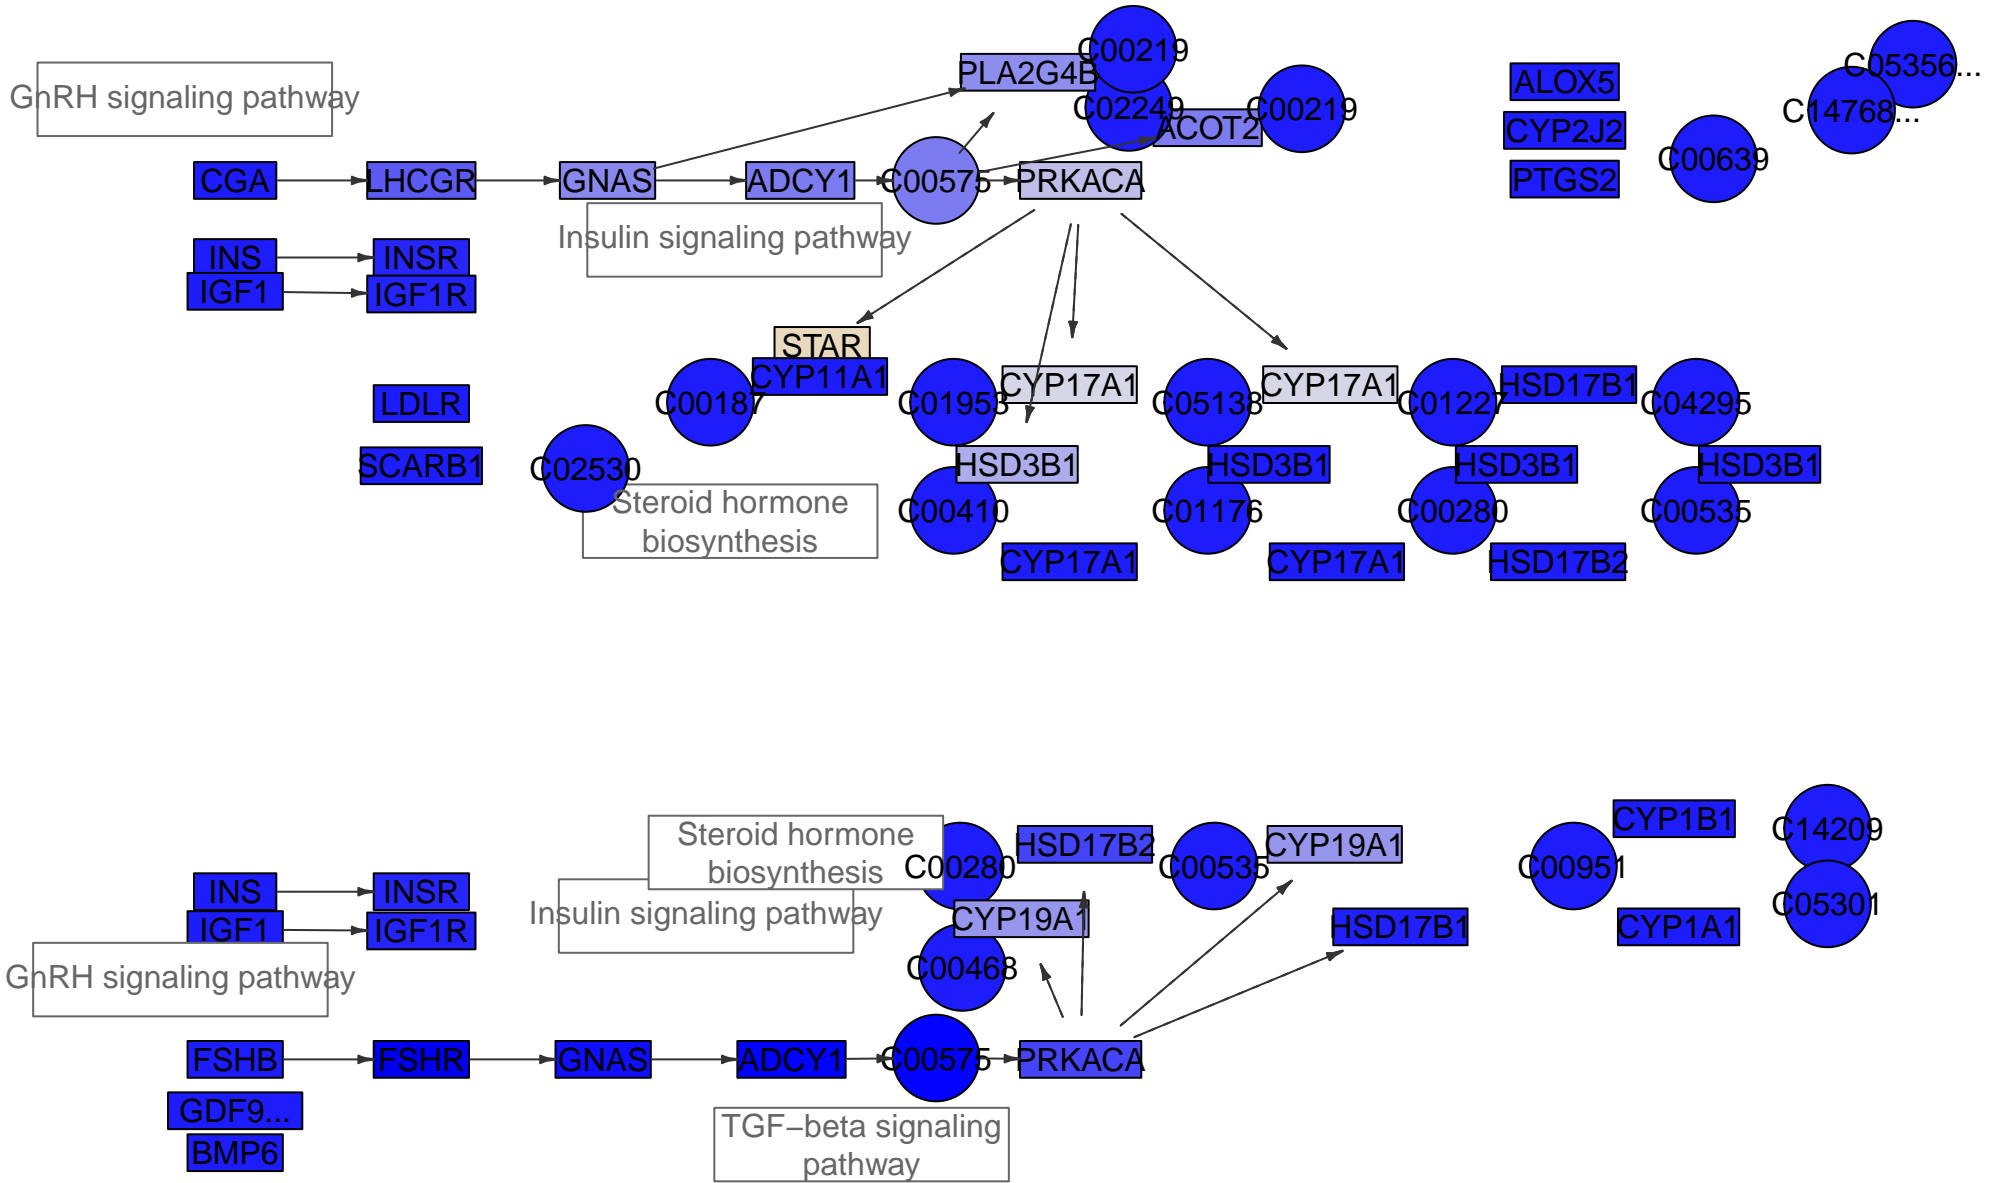 C00219
PLA2G4B
C05356...
GnRH signaling pathway
ALOX5
C02249
C00219
C14768...
ACOT2
CYP2J2
C00639
CGA
LHCGR
GNAS
ADCY1
C00575
PRKACA
PTGS2
Insulin signaling pathway
INS
INSR
IGF1
IGF1R
STAR
CYP11A1
CYP17A1
CYP17A1
HSD17B1
LDLR
C00187
C01953
C05138
C01227
C04295
SCARB1
C02530
HSD3B1
HSD3B1
HSD3B1
HSD3B1
Steroid hormone
biosynthesis
C00410
C01176
C00280
C00535
CYP17A1
CYP17A1
HSD17B2
Steroid hormone
biosynthesis
C00280
HSD17B2
C00535
CYP19A1
C00951
CYP1B1
C14209
INS
INSR
Insulin signaling pathway
CYP19A1
HSD17B1
CYP1A1
C05301
IGF1
IGF1R
GnRH signaling pathway
C00468
FSHB
FSHR
GNAS
ADCY1
C00575
PRKACA
GDF9...
BMP6
TGF−beta signaling
pathway